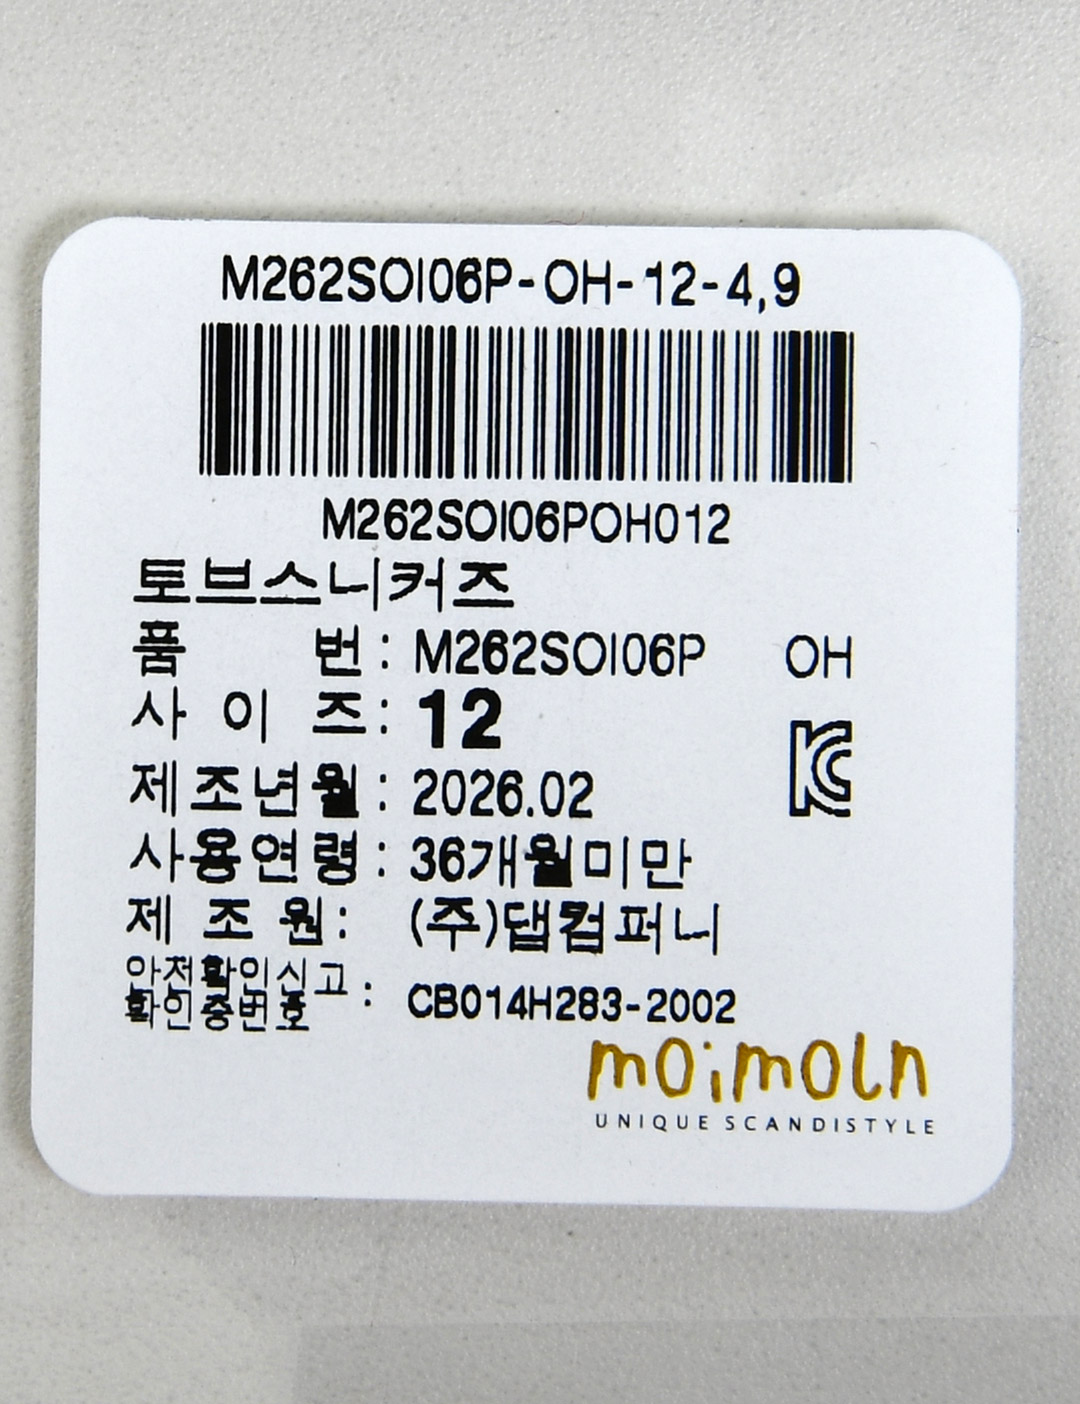 M262SOI06P-OH-12-4,9
M262SOI06POH012
토브스니커즈
품 번 : M262SOI06P OH
사 이 즈 : 12
제조년월 : 2026.02
사용연령 : 36개월미만
제 조 원 : (주)댑컴퍼니
안전확인신고
확인증번호 : CB014H283-2002
moimoln
UNIQUE SCANDISTYLE